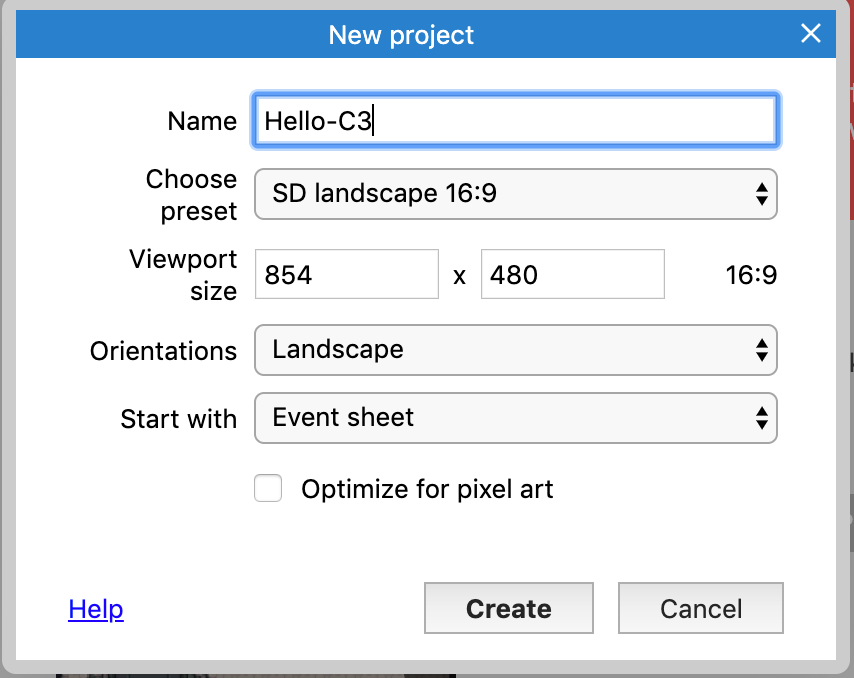 New project
Name Hello-C3
Choose preset SD landscape 16:9
Viewport size 854 x 480 16:9
Orientations Landscape
Start with Event sheet
Optimize for pixel art
Help Create Cancel